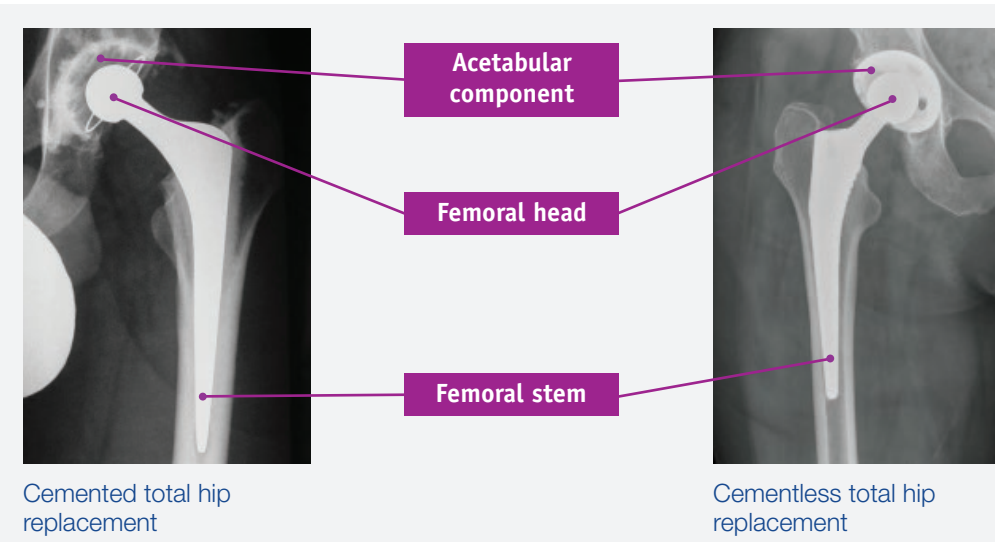 Acetabular
component
Femoral head
Femoral stem
Cemented total hip
replacement
Cementless total hip
replacement